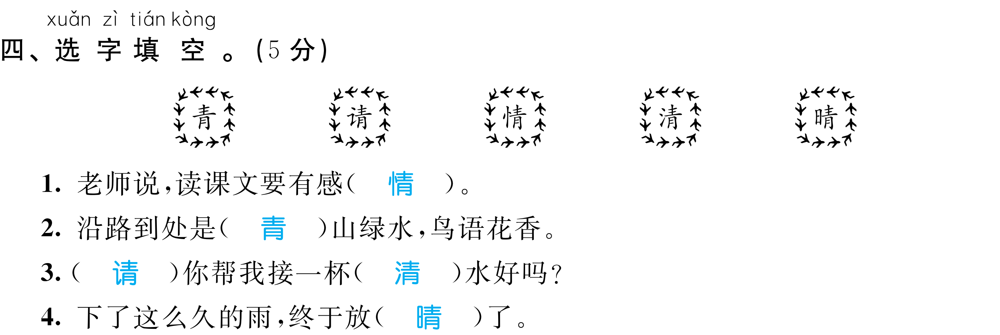 xuǎn zì tián kòng
四、选字填空。(5分)
青 请 情 清 晴
1. 老师说,读课文要有感( 情 )。
2. 沿路到处是( 青 )山绿水,鸟语花香。
3. ( 请 )你帮我接一杯( 清 )水好吗?
4. 下了这么久的雨,终于放( 晴 )了。